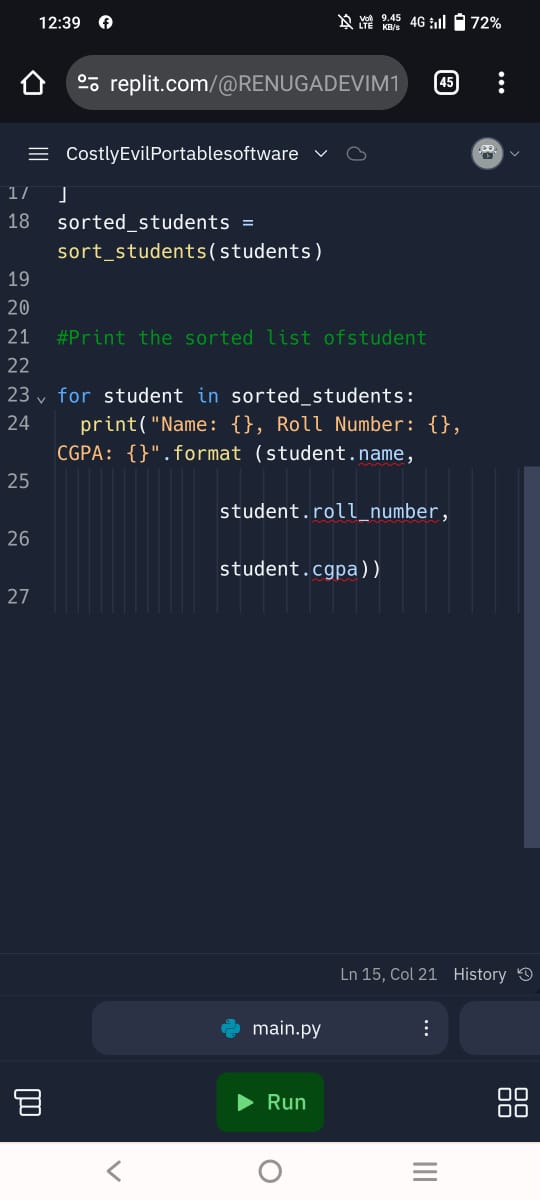 12:39 Vo) LTE 9.45 KB/s 4G 72%
replit.com/@RENUGADEVIM1 45
CostlyEvilPortablesoftware
17 ]
18 sorted_students =
sort_students(students)
19
20
21 #Print the sorted list ofstudent
22
23 for student in sorted_students:
24 print("Name: {}, Roll Number: {},
CGPA: {}".format (student.name,
25
student.roll_number,
26
student.cgpa))
27
Ln 15, Col 21 History
main.py
Run